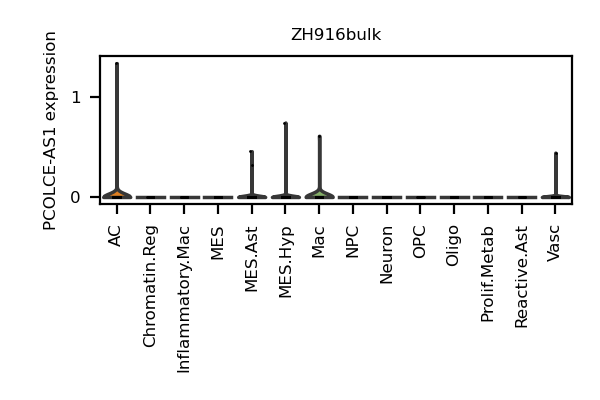 ZH916bulk
PCOLCE-AS1 expression
1
0
AC
Chromatin.Reg
Inflammatory.Mac
MES
MES.Ast
MES.Hyp
Mac
NPC
Neuron
OPC
Oligo
Prolif.Metab
Reactive.Ast
Vasc